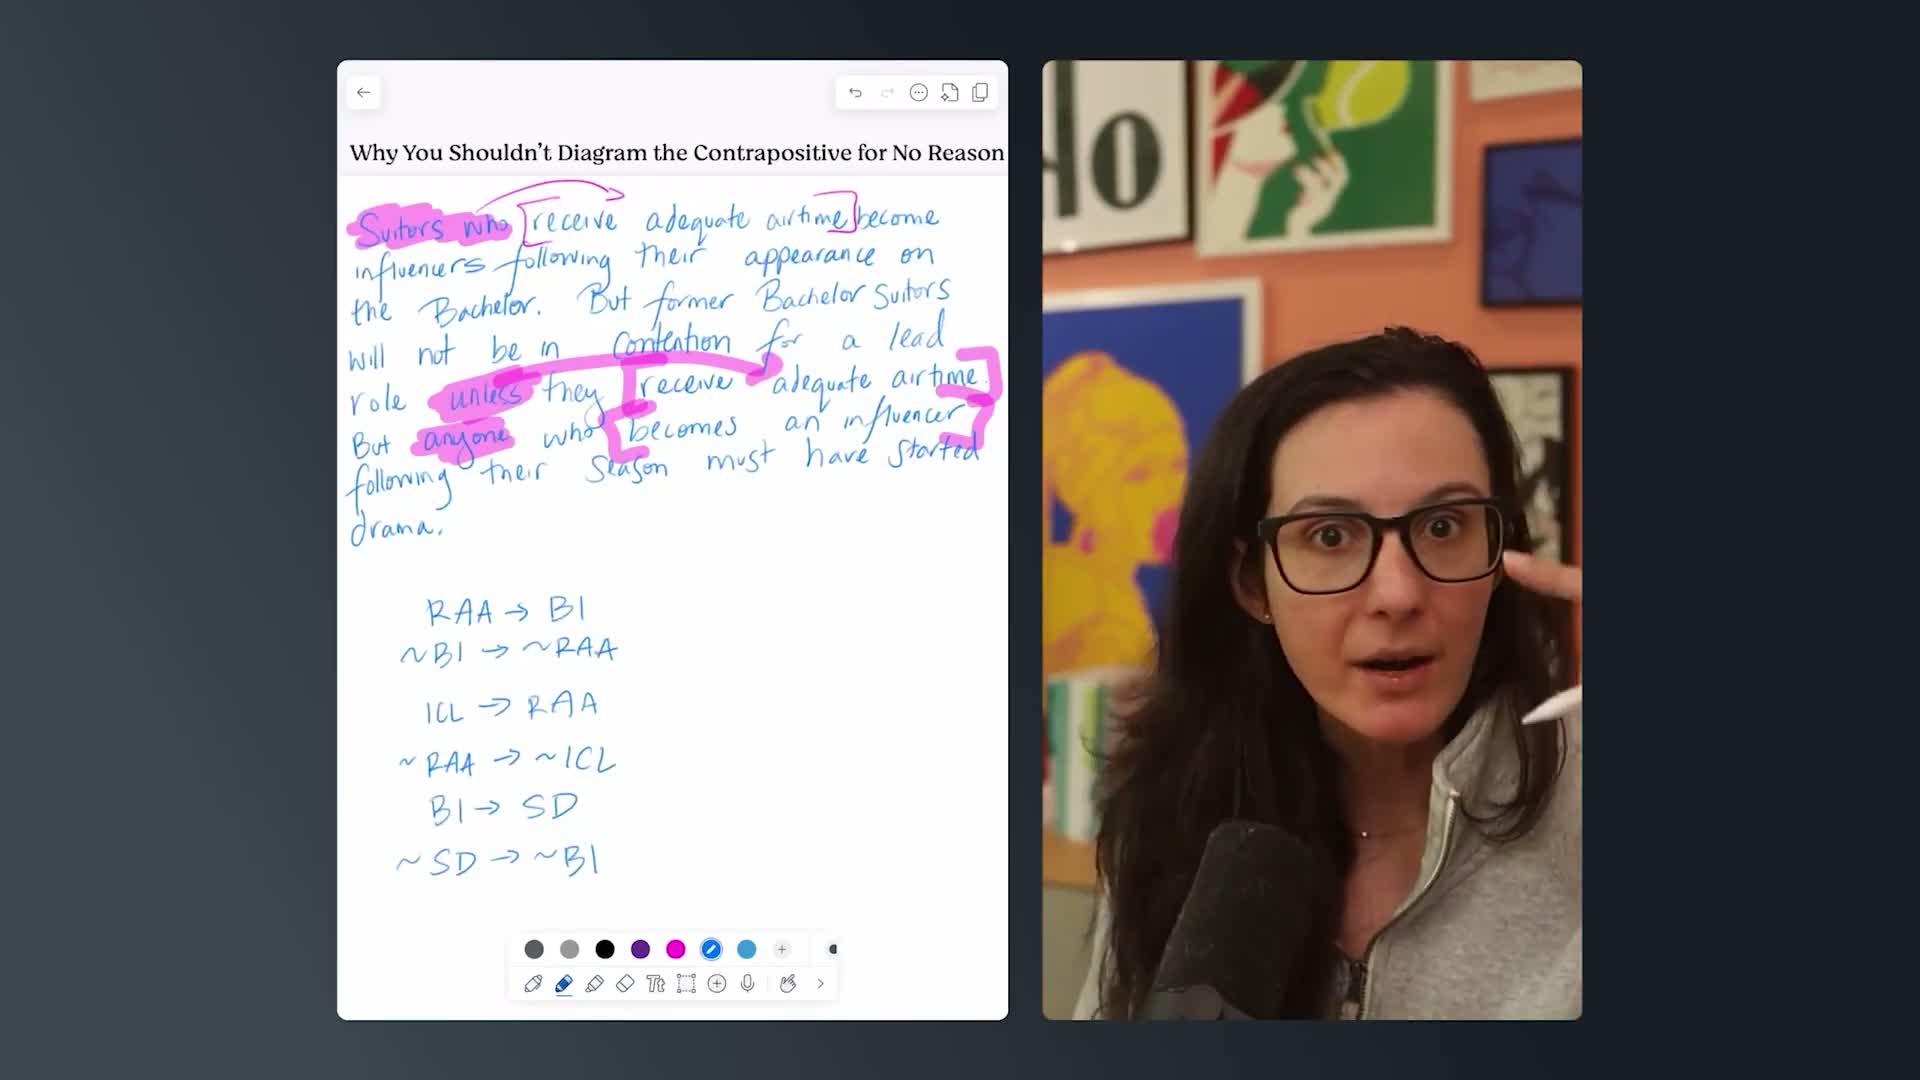 Why You Shouldn't Diagram the Contrapositive for No Reason
Suitors who receive adequate airtime become
influencers following their appearance on
the Bachelor. But former Bachelor suitors
will not be in contention for a lead
role unless they receive adequate airtime.
But anyone who becomes an influencer
following their season must have started
drama.
RAA → BI
~BI → ~RAA
ICL → RAA
~RAA → ~ICL
BI → SD
~SD → ~BI
Tt
No